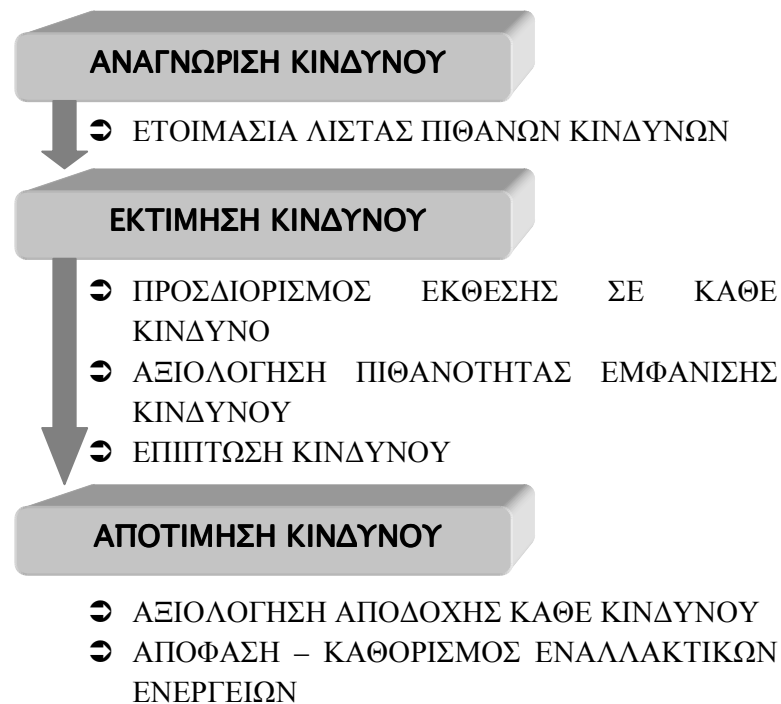 ΑΝΑΓΝΩΡΙΣΗ ΚΙΝΔΥΝΟΥ
ΕΤΟΙΜΑΣΙΑ ΛΙΣΤΑΣ ΠΙΘΑΝΩΝ ΚΙΝΔΥΝΩΝ
ΕΚΤΙΜΗΣΗ ΚΙΝΔΥΝΟΥ
ΠΡΟΣΔΙΟΡΙΣΜΟΣ ΕΚΘΕΣΗΣ ΣΕ ΚΑΘΕ
ΚΙΝΔΥΝΟ
ΑΞΙΟΛΟΓΗΣΗ ΠΙΘΑΝΟΤΗΤΑΣ ΕΜΦΑΝΙΣΗΣ
ΚΙΝΔΥΝΟΥ
ΕΠΙΠΤΩΣΗ ΚΙΝΔΥΝΟΥ
ΑΠΟΤΙΜΗΣΗ ΚΙΝΔΥΝΟΥ
ΑΞΙΟΛΟΓΗΣΗ ΑΠΟΔΟΧΗΣ ΚΑΘΕ ΚΙΝΔΥΝΟΥ
ΑΠΟΦΑΣΗ – ΚΑΘΟΡΙΣΜΟΣ ΕΝΑΛΛΑΚΤΙΚΩΝ
ΕΝΕΡΓΕΙΩΝ